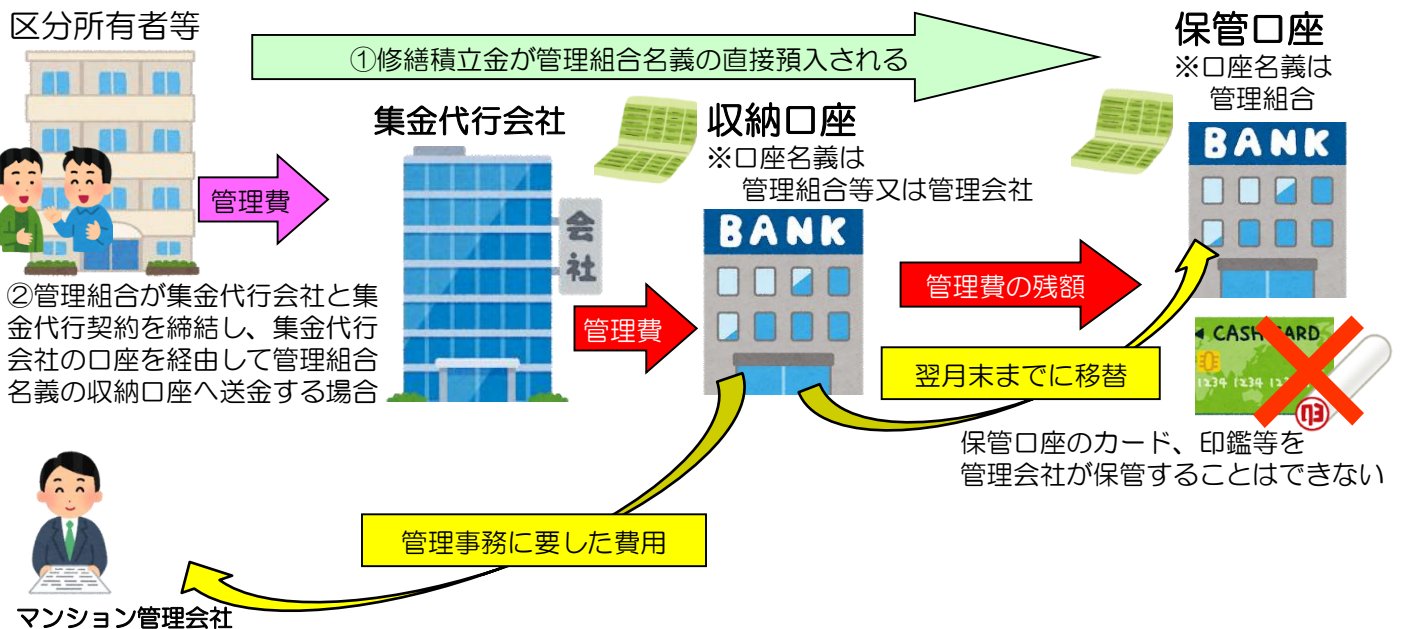 区分所有者等
①修繕積立金が管理組合名義の直接預入される
保管口座
※口座名義は
管理組合
集金代行会社
収納口座
※口座名義は
管理組合等又は管理会社
BANK
BANK
管理費
会社
管理費
管理費の残額
②管理組合が集金代行会社と集
金代行契約を締結し、集金代行
会社の口座を経由して管理組合
名義の収納口座へ送金する場合
翌月末までに移替
CASH CARD
1234 1234 12
印
保管口座のカード、印鑑等を
管理会社が保管することはできない
管理事務に要した費用
マンション管理会社